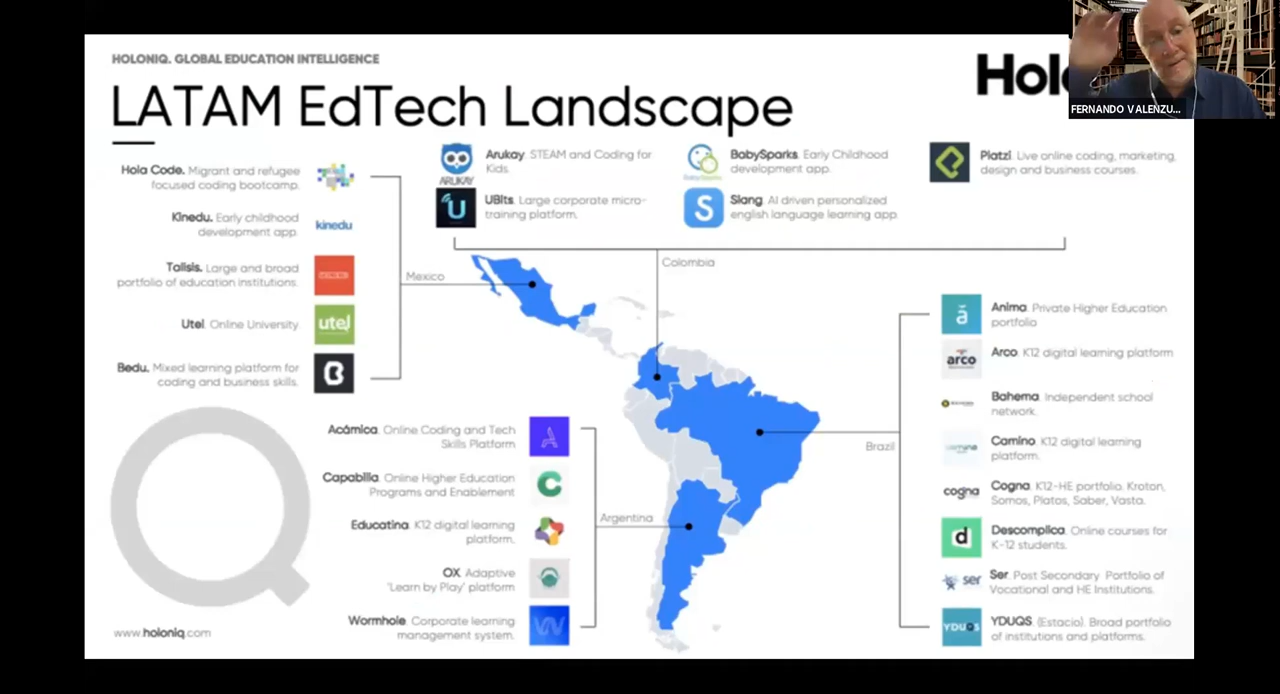 HOLONIQ. GLOBAL EDUCATION INTELLIGENCE
LATAM EdTech Landscape
Hol
FERNANDO VALENZU...
Hola Code. Migrant and refugee
focused coding bootcamp.
Kinedu. Early childhood
development app.
kinedu
Talisis. Large and broad
portfolio of education institutions.
Utel. Online University
utel
Bedu. Mixed learning platform for
coding and business skills.
B
Mexico
Arukay. STEAM and Coding for
Kids.
ARUKAY
UBits. Large corporate micro-
training platform.
U
BabySparks. Early Childhood
development app.
BabySparks
Slang. AI driven personalized
english language learning app.
S
Platzi. Live online coding, marketing,
design and business courses.
Colombia
Acámica. Online Coding and Tech
Skills Platform
A
Capabilia. Online Higher Education
Programs and Enablement
C
Educatina. K12 digital learning
platform.
OX. Adaptive
'Learn by Play' platform
Wormhole. Corporate learning
management system.
W
Argentina
Brazil
ā
Anima. Private Higher Education
portfolio
arco
Arco. K12 digital learning platform
Bahema. Independent school
network.
camino
Camino. K12 digital learning
platform.
cogna
Cogna. K12-HE portfolio. Kroton,
Somos, Platos, Saber, Vasta.
d
Descomplica. Online courses for
K-12 students.
ser
Ser. Post Secondary Portfolio of
Vocational and HE Institutions.
YDUQS
YDUQS. (Estacio). Broad portfolio
of institutions and platforms.
www.holoniq.com